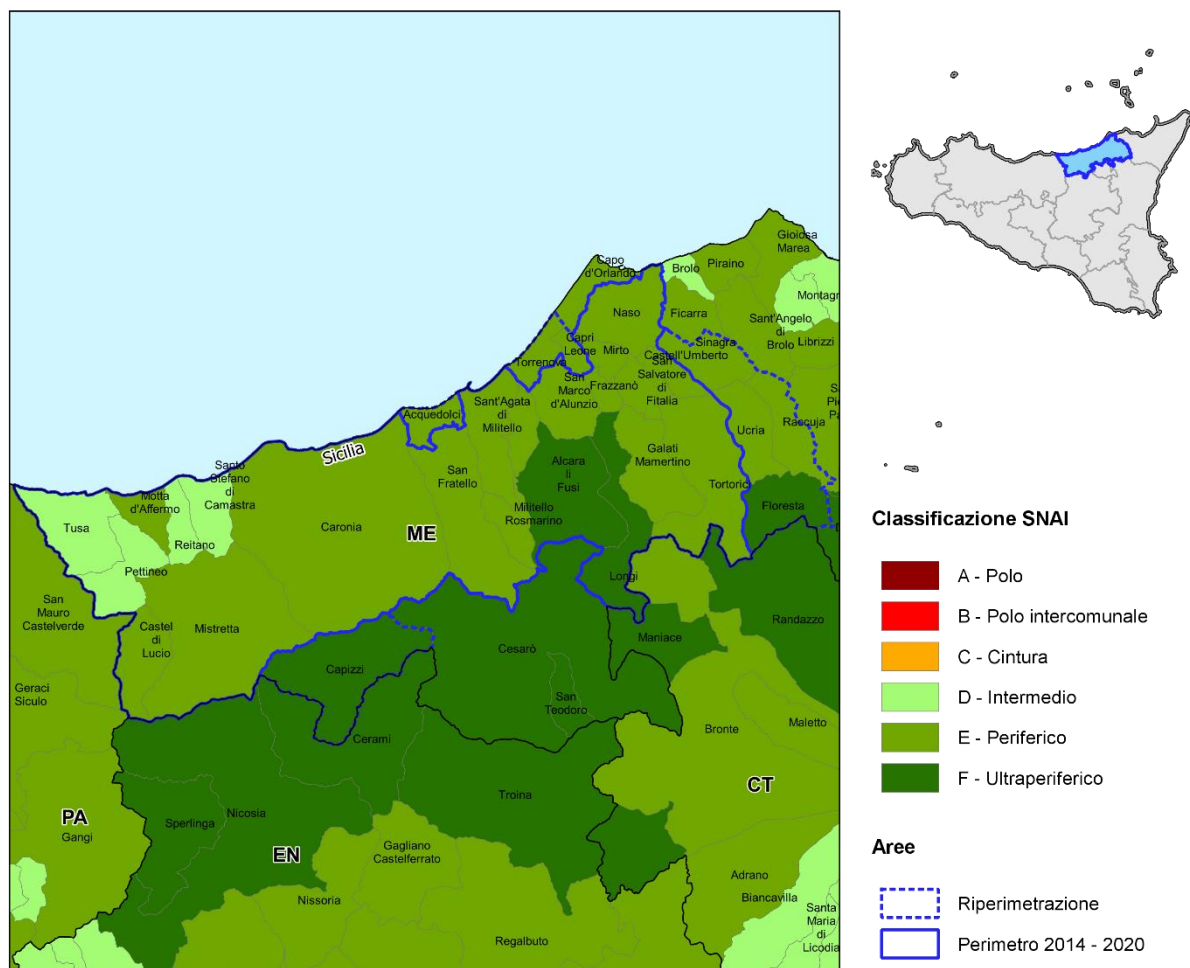 Gioiosa
Marea
Capo
d'Orlando
Brolo
Piraino
Montagr
Naso
Ficarra
Sant'Angelo
di
Brolo
Capri
Leone
Mirto
Sinagra
Librizzi
Torrenova
Castell'Umberto
San
Marco
d'Alunzio
Frazzanò
San
Salvatore
di
Fitalia
Acquedolci
Sant'Agata
di
Militello
Ucria
Raccuja
Sicilia
Alcara
li
Fusi
Galati
Mamertino
Santo
Stefano
di
Camastra
San
Fratello
Tortorici
Floresta
Motta
d'Affermo
Tusa
Caronia
ME
Militello
Rosmarino
Reitano
Pettineo
Longi
San
Mauro
Castelverde
Castel
di
Lucio
Mistretta
Maniace
Randazzo
Cesarò
Capizzi
Geraci
Siculo
San
Teodoro
Cerami
Bronte
Maletto
PA
Gangi
Sperlinga
Nicosia
Troina
CT
EN
Gagliano
Castelferrato
Adrano
Biancavilla
Nissoria
Santa
Maria
di
Licodia
Regalbuto
Classificazione SNAI
A - Polo
B - Polo intercomunale
C - Cintura
D - Intermedio
E - Periferico
F - Ultraperiferico
Aree
Riperimetrazione
Perimetro 2014 - 2020